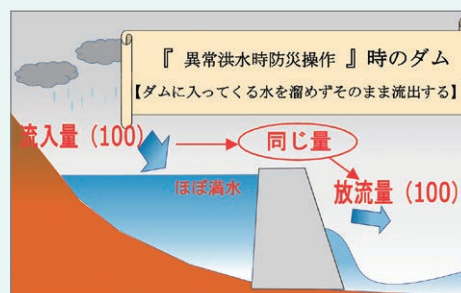 『 異常洪水時防災操作 』時のダム
【ダムに入ってくる水を溜めずそのまま流出する】
流入量(100)
同じ量
ほぼ満水
放流量(100)